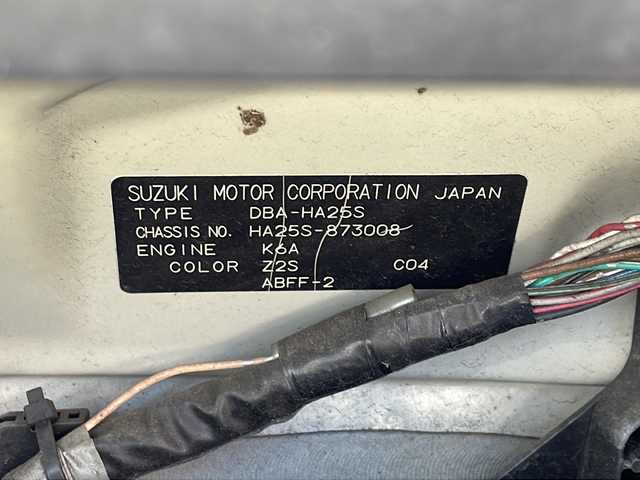 SUZUKI MOTOR CORPORATION JAPAN
TYPE DBA-HA25S
CHASSIS NO. HA25S-873008
ENGINE K6A
COLOR Z2S C04
ABFF-2